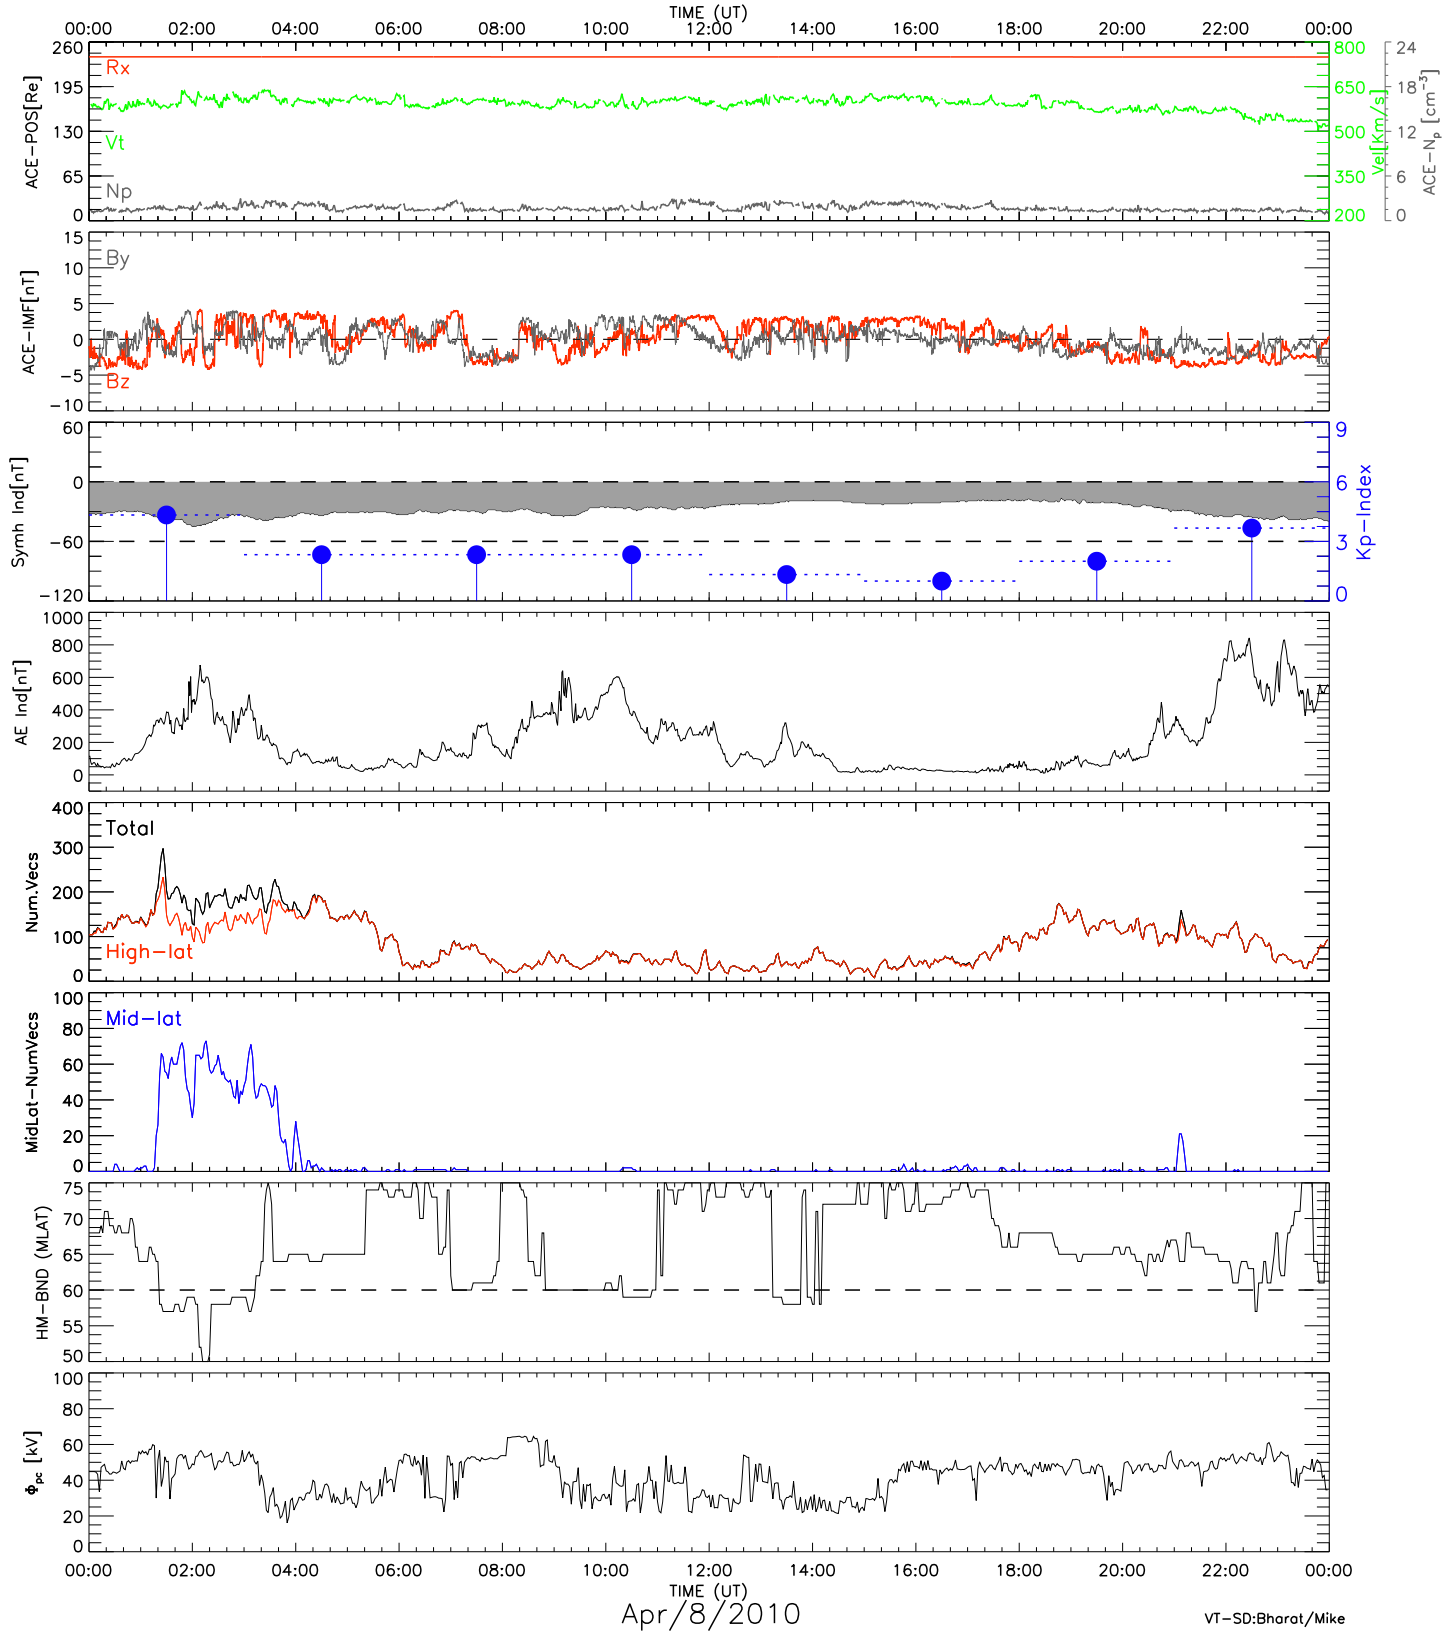 TIME (UT)
00:00 02:00 04:00 06:00 08:00 10:00 12:00 14:00 16:00 18:00 20:00 22:00 00:00
260 195 130 65 0
ACE-POS[Re]
Rx
Vt
Np
800 650 500 350 200
Vel[Km/s]
24 18 12 6 0
ACE-Np [cm-3]
15 10 5 0 -5 -10
ACE-IMF[nT]
By
Bz
60 0 -60 -120
Symh Ind[nT]
9 6 3 0
Kp-Index
1000 800 600 400 200 0
AE Ind[nT]
400 300 200 100 0
Num.Vecs
Total
High-lat
100 80 60 40 20 0
MidLat-NumVecs
Mid-lat
75 70 65 60 55 50
HM-BND (MLAT)
100 80 60 40 20 0
Φpc [kV]
00:00 02:00 04:00 06:00 08:00 10:00 12:00 14:00 16:00 18:00 20:00 22:00 00:00
TIME (UT)
Apr/8/2010
VT-SD:Bharat/Mike